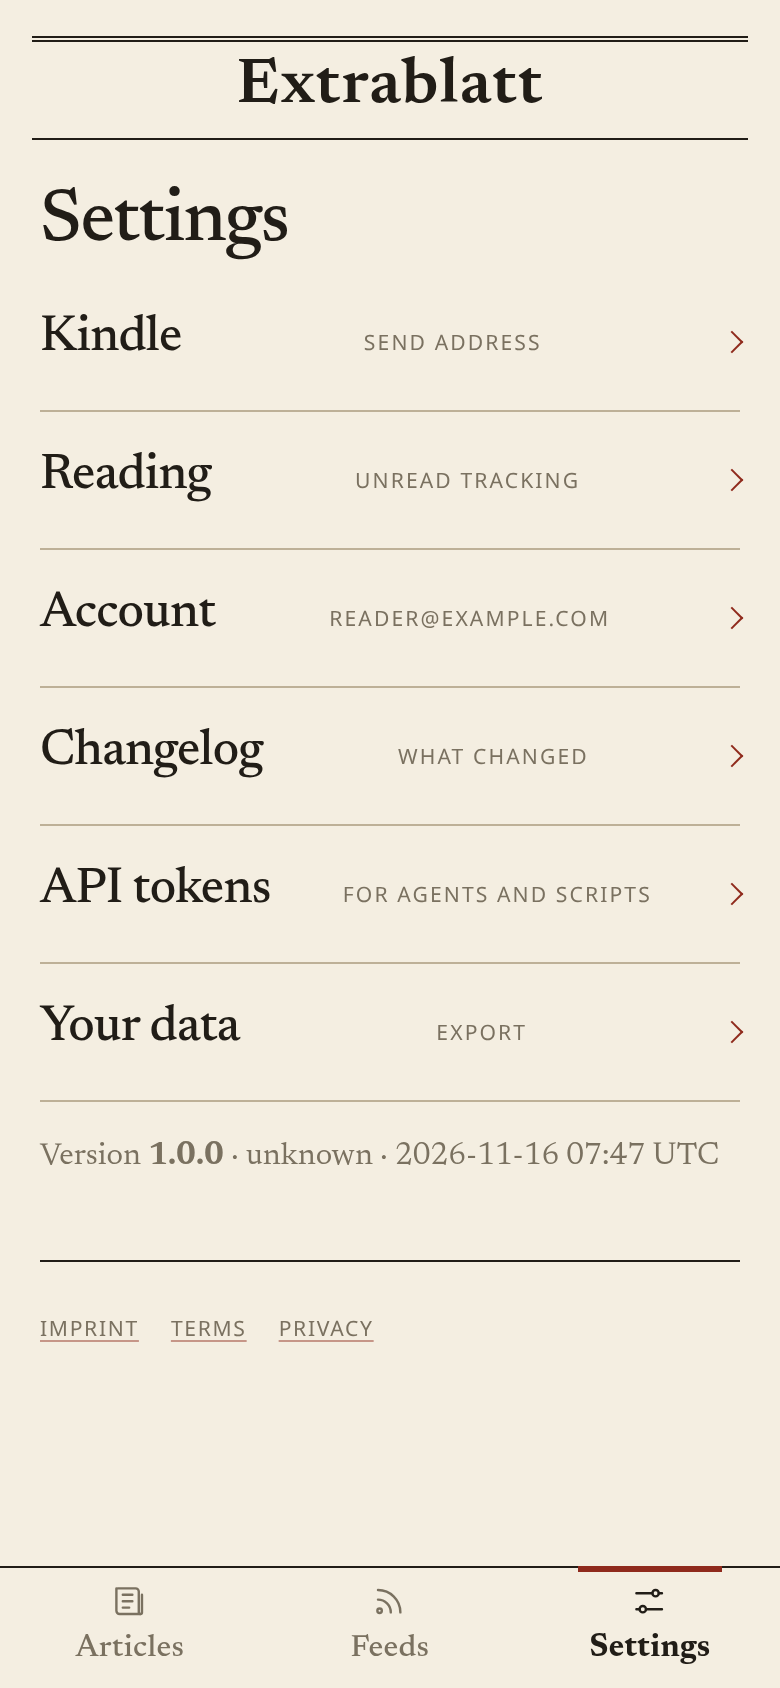 Extrablatt
Settings
Kindle SEND ADDRESS
Reading UNREAD TRACKING
Account READER@EXAMPLE.COM
Changelog WHAT CHANGED
API tokens FOR AGENTS AND SCRIPTS
Your data EXPORT
Version 1.0.0 · unknown · 2026-11-16 07:47 UTC
IMPRINT TERMS PRIVACY
Articles Feeds Settings